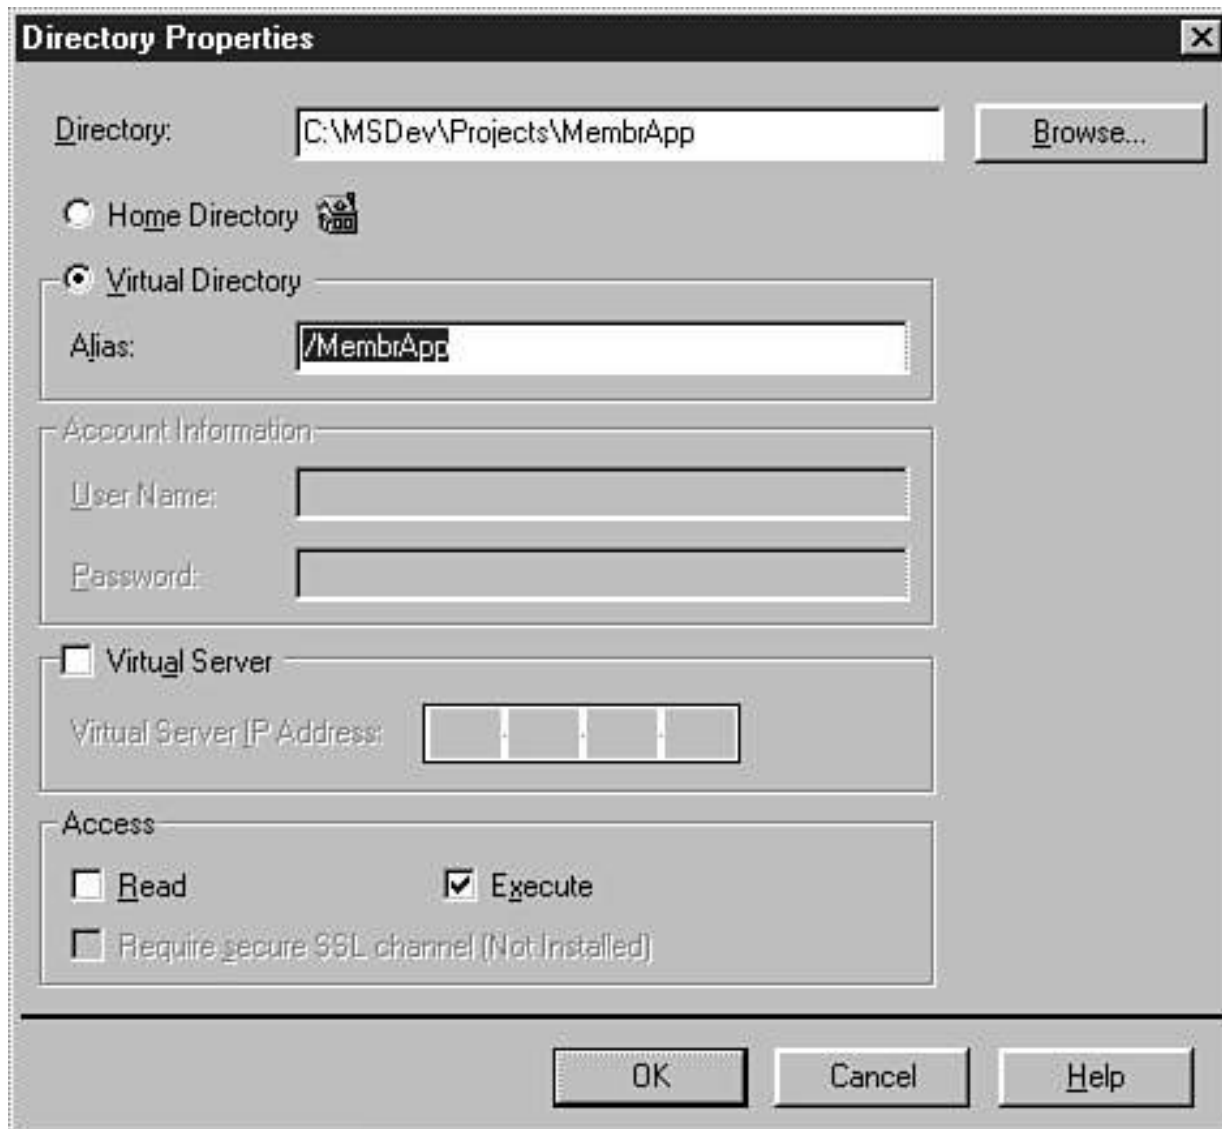 Directory Properties
Directory: C:\MSDev\Projects\MembrApp Browse...
Home Directory
Virtual Directory
Alias: /MembrApp
Account Information
User Name:
Password:
Virtual Server
Virtual Server IP Address:
Access
Read Execute
Require secure SSL channel (Not Installed)
OK Cancel Help